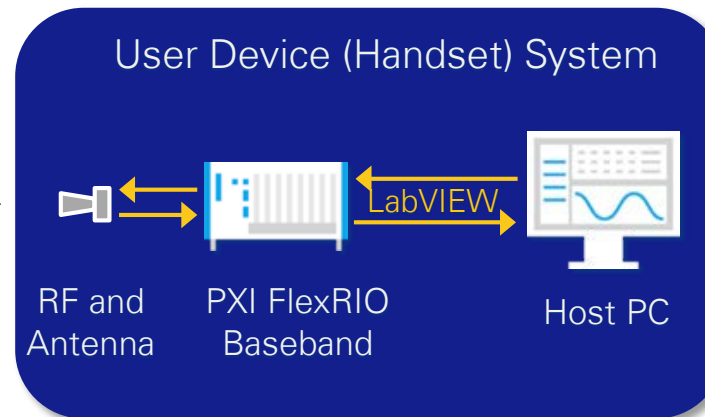 User Device (Handset) System
LabVIEW
RF and
Antenna
PXI FlexRIO
Baseband
Host PC